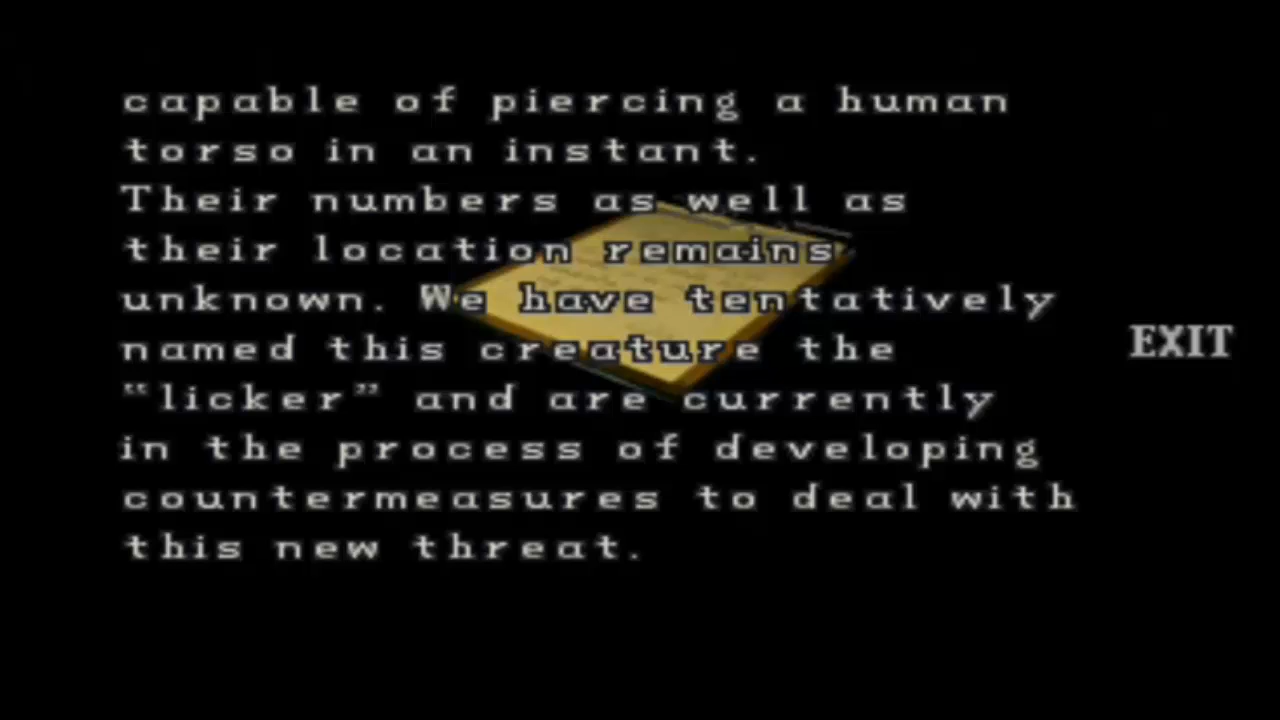 capable of piercing a human
torso in an instant.
Their numbers as well as
their location remains
unknown. We have tentatively
named this creature the
“licker” and are currently
in the process of developing
countermeasures to deal with
this new threat.
EXIT